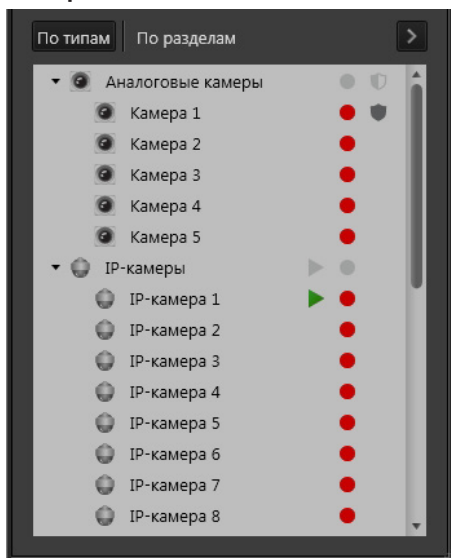 По типам По разделам
Аналоговые камеры
Камера 1
Камера 2
Камера 3
Камера 4
Камера 5
IP-камеры
IP-камера 1
IP-камера 2
IP-камера 3
IP-камера 4
IP-камера 5
IP-камера 6
IP-камера 7
IP-камера 8